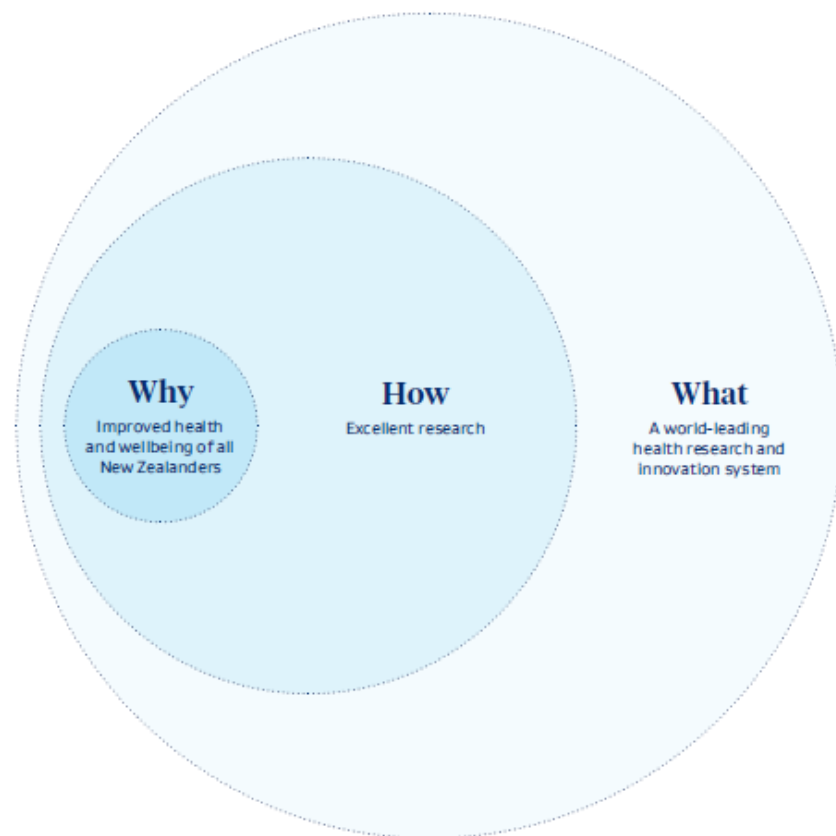 Why
Improved health
and wellbeing of all
New Zealanders
How
Excellent research
What
A world-leading
health research and
innovation system